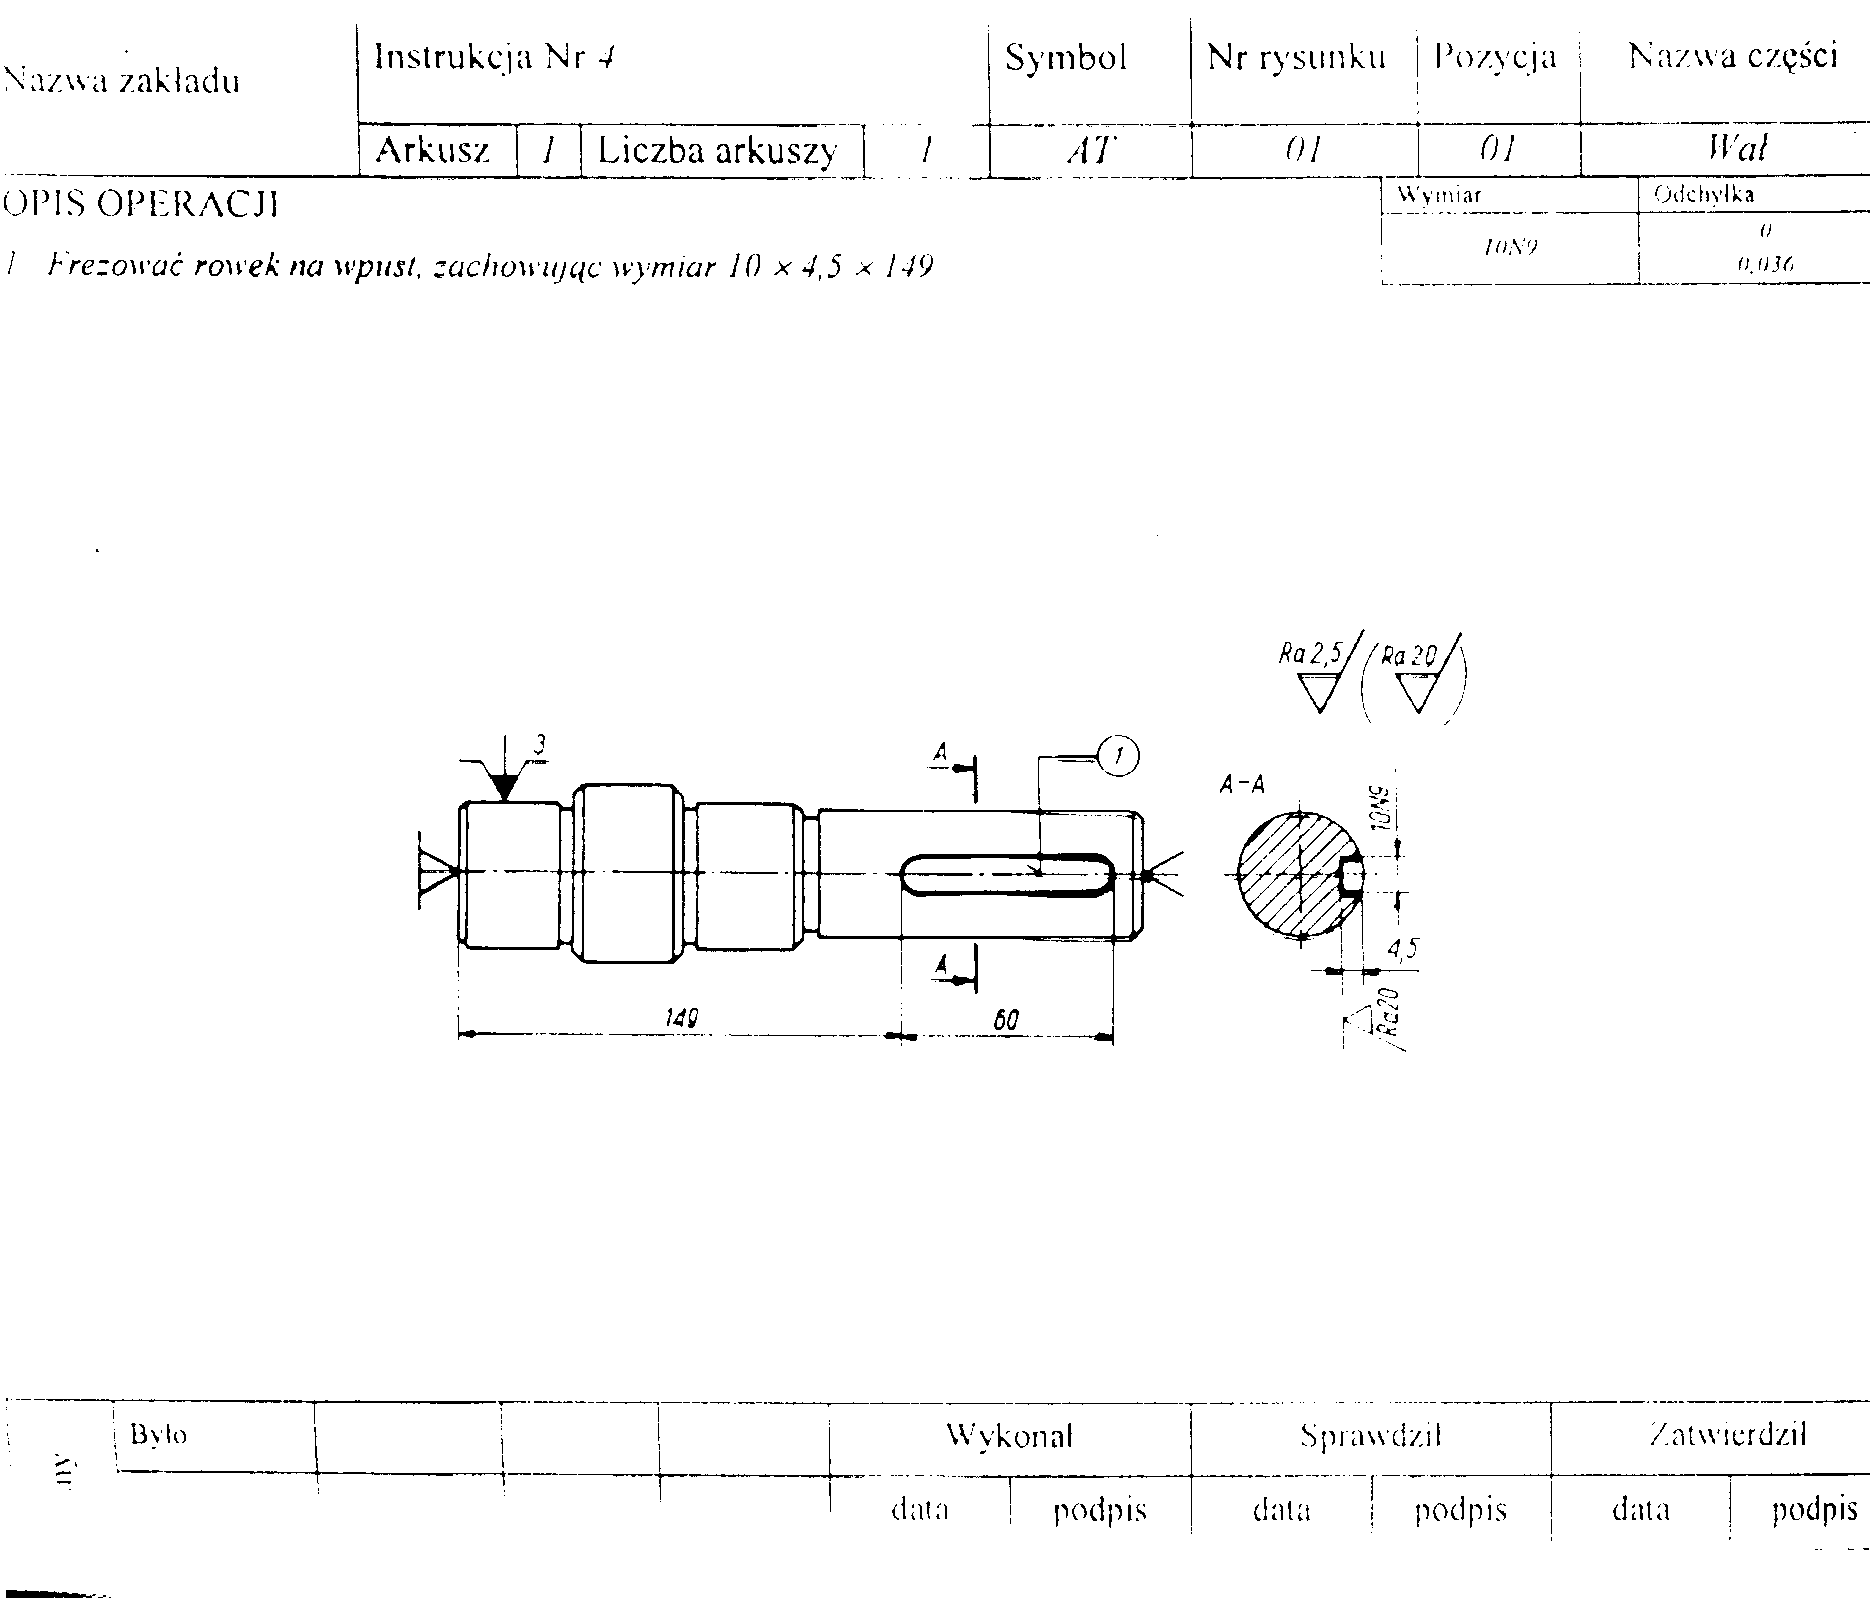 Nazwa zakładu
Instrukcja Nr 4
Symbol
Nr rysunku
Pozycja
Nazwa części
Arkusz 1 Liczba arkuszy 1
AT
01
01
Wał
OPIS OPERACJI
Wymiar
Odchyłka
1 Frezować rowek na wpust, zachowując wymiar 10 × 4,5 × 149
10N9
0
0,036
Ra 2,5 (Ra 20)
3
A
1
A-A
10N9
A
4,5
149
60
Ra20
ny
Było
Wykonał
Sprawdził
Zatwierdził
data
podpis
data
podpis
data
podpis